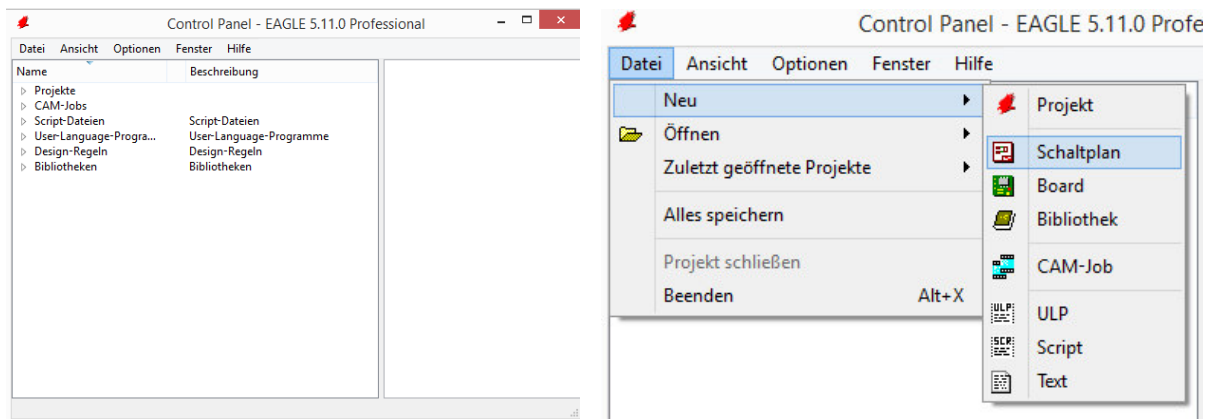 Control Panel - EAGLE 5.11.0 Professional
Datei Ansicht Optionen Fenster Hilfe
Name Beschreibung
Projekte
CAM-Jobs
Script-Dateien Script-Dateien
User-Language-Progra... User-Language-Programme
Design-Regeln Design-Regeln
Bibliotheken Bibliotheken
Control Panel - EAGLE 5.11.0 Profe
Datei Ansicht Optionen Fenster Hilfe
Neu
Öffnen
Zuletzt geöffnete Projekte
Alles speichern
Projekt schließen
Beenden Alt+X
Projekt
Schaltplan
Board
Bibliothek
CAM-Job
ULP ULP
SCR Script
Text